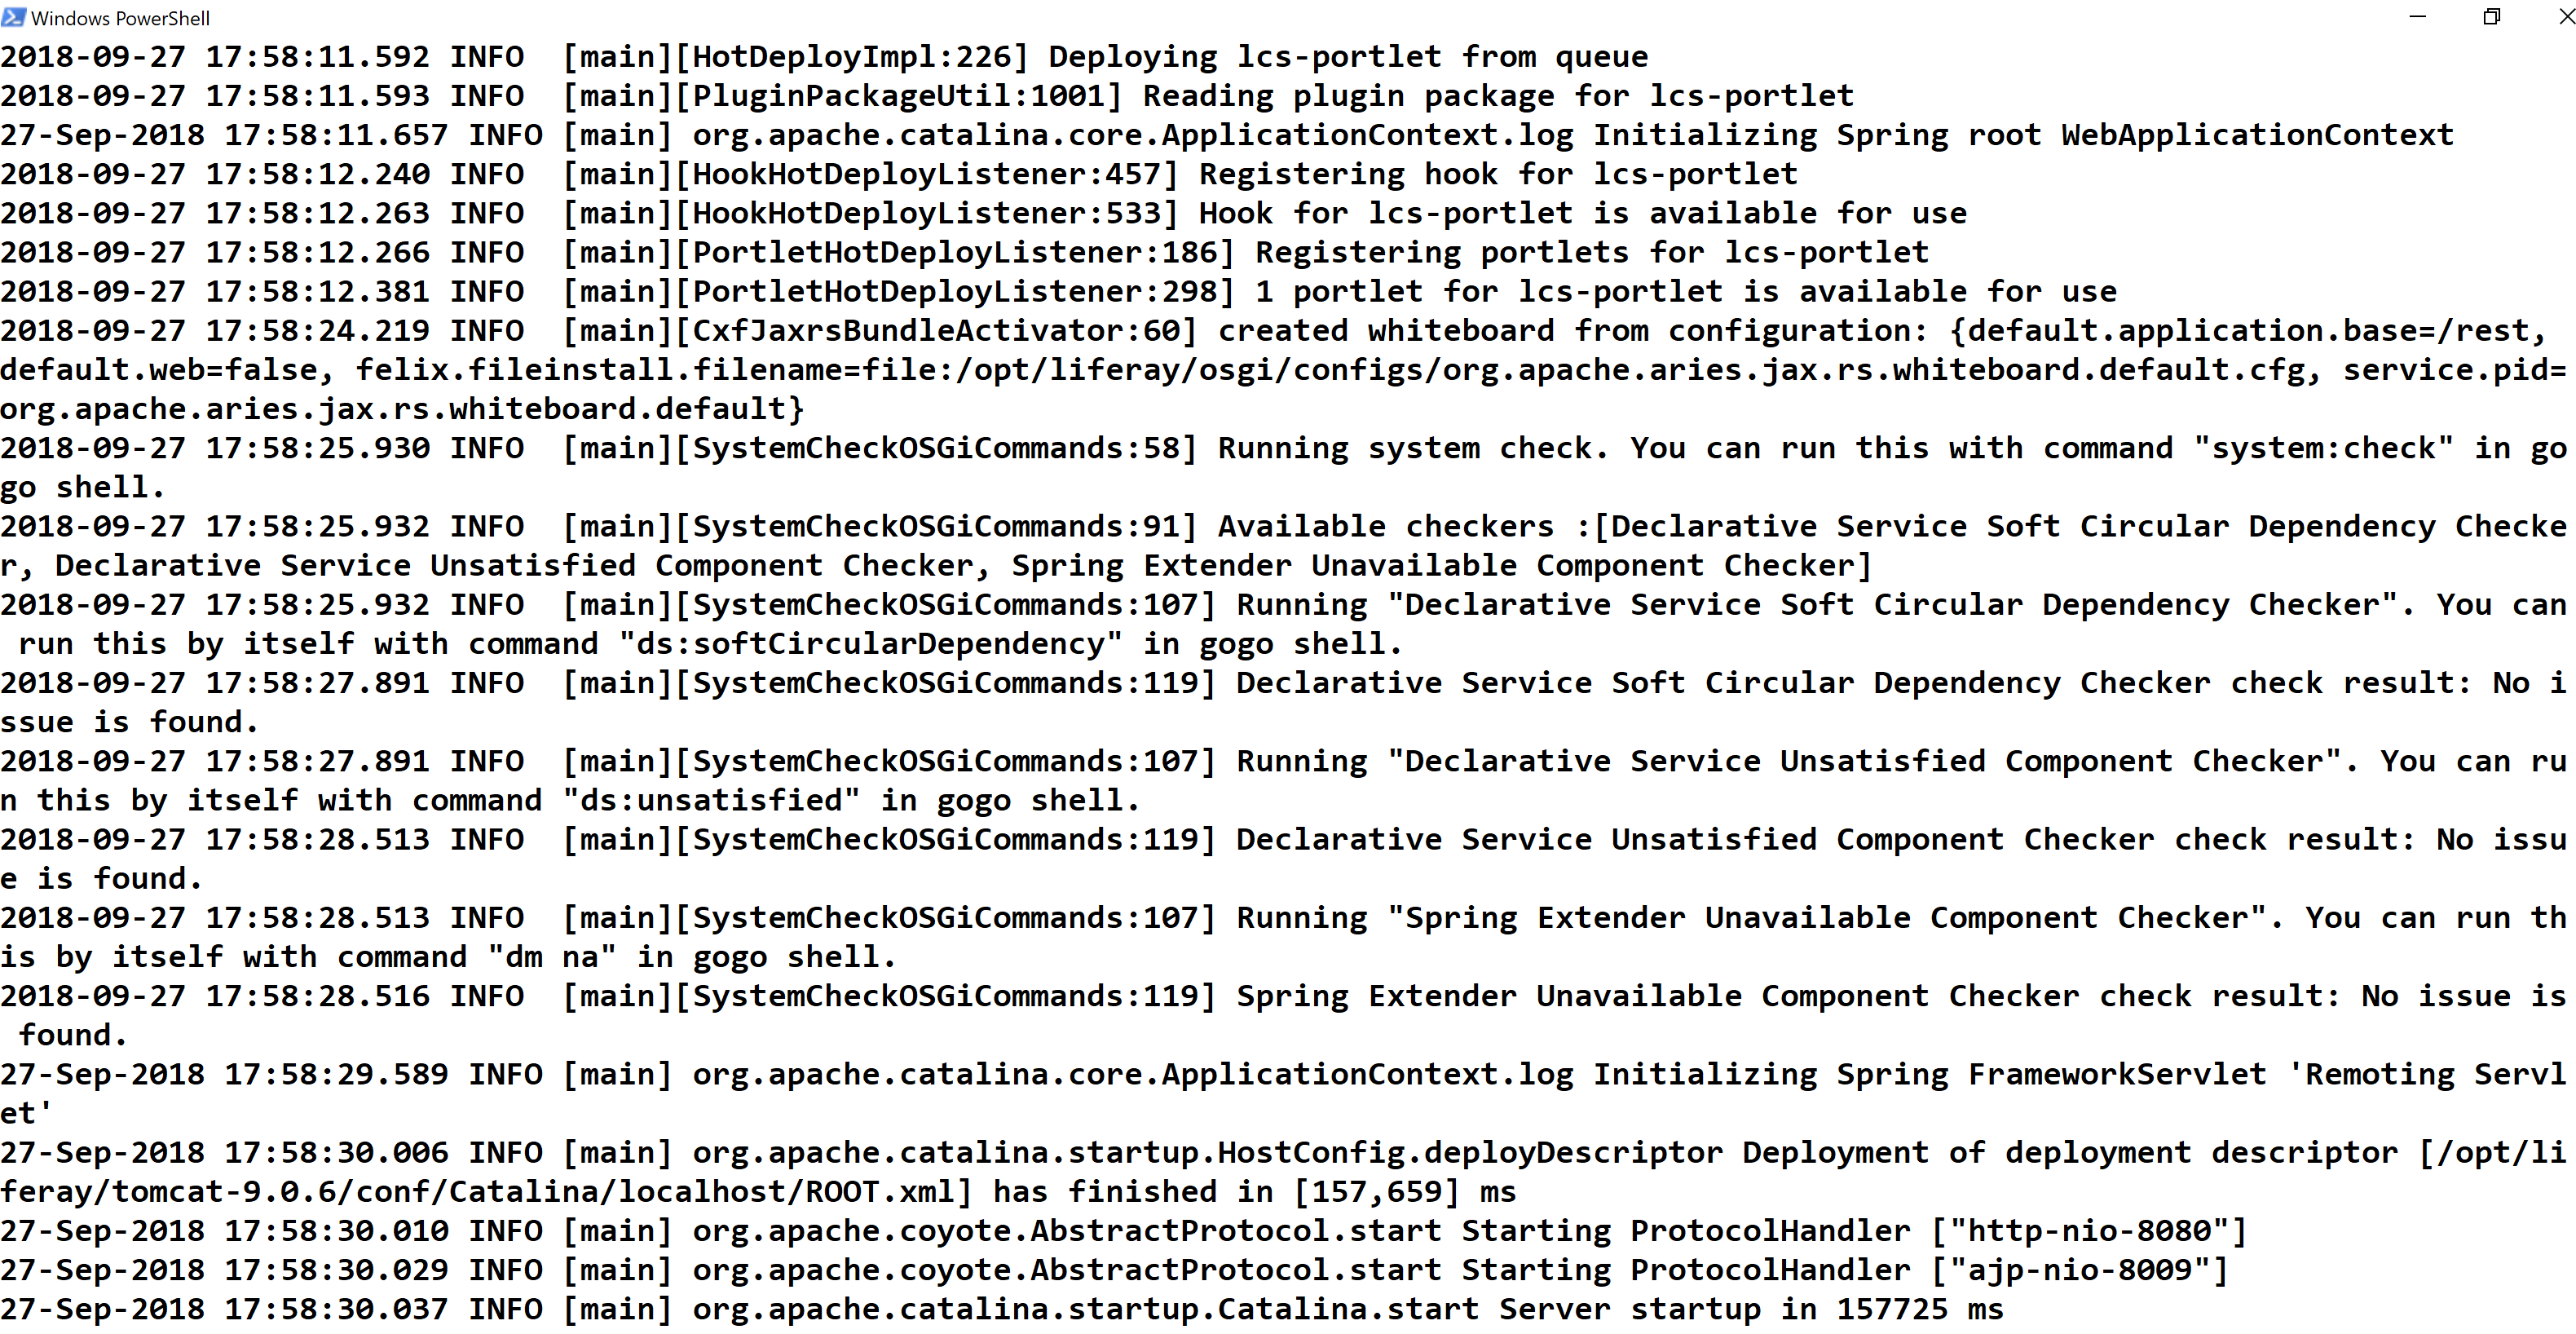 Windows PowerShell
2018-09-27 17:58:11.592 INFO  [main][HotDeployImpl:226] Deploying lcs-portlet from queue
2018-09-27 17:58:11.593 INFO  [main][PluginPackageUtil:1001] Reading plugin package for lcs-portlet
27-Sep-2018 17:58:11.657 INFO [main] org.apache.catalina.core.ApplicationContext.log Initializing Spring root WebApplicationContext
2018-09-27 17:58:12.240 INFO  [main][HookHotDeployListener:457] Registering hook for lcs-portlet
2018-09-27 17:58:12.263 INFO  [main][HookHotDeployListener:533] Hook for lcs-portlet is available for use
2018-09-27 17:58:12.266 INFO  [main][PortletHotDeployListener:186] Registering portlets for lcs-portlet
2018-09-27 17:58:12.381 INFO  [main][PortletHotDeployListener:298] 1 portlet for lcs-portlet is available for use
2018-09-27 17:58:24.219 INFO  [main][CxfJaxrsBundleActivator:60] created whiteboard from configuration: {default.application.base=/rest,
default.web=false, felix.fileinstall.filename=file:/opt/liferay/osgi/configs/org.apache.aries.jax.rs.whiteboard.default.cfg, service.pid=
org.apache.aries.jax.rs.whiteboard.default}
2018-09-27 17:58:25.930 INFO  [main][SystemCheckOSGiCommands:58] Running system check. You can run this with command "system:check" in go
go shell.
2018-09-27 17:58:25.932 INFO  [main][SystemCheckOSGiCommands:91] Available checkers :[Declarative Service Soft Circular Dependency Checke
r, Declarative Service Unsatisfied Component Checker, Spring Extender Unavailable Component Checker]
2018-09-27 17:58:25.932 INFO  [main][SystemCheckOSGiCommands:107] Running "Declarative Service Soft Circular Dependency Checker". You can
 run this by itself with command "ds:softCircularDependency" in gogo shell.
2018-09-27 17:58:27.891 INFO  [main][SystemCheckOSGiCommands:119] Declarative Service Soft Circular Dependency Checker check result: No i
ssue is found.
2018-09-27 17:58:27.891 INFO  [main][SystemCheckOSGiCommands:107] Running "Declarative Service Unsatisfied Component Checker". You can ru
n this by itself with command "ds:unsatisfied" in gogo shell.
2018-09-27 17:58:28.513 INFO  [main][SystemCheckOSGiCommands:119] Declarative Service Unsatisfied Component Checker check result: No issu
e is found.
2018-09-27 17:58:28.513 INFO  [main][SystemCheckOSGiCommands:107] Running "Spring Extender Unavailable Component Checker". You can run th
is by itself with command "dm na" in gogo shell.
2018-09-27 17:58:28.516 INFO  [main][SystemCheckOSGiCommands:119] Spring Extender Unavailable Component Checker check result: No issue is
 found.
27-Sep-2018 17:58:29.589 INFO [main] org.apache.catalina.core.ApplicationContext.log Initializing Spring FrameworkServlet 'Remoting Servl
et'
27-Sep-2018 17:58:30.006 INFO [main] org.apache.catalina.startup.HostConfig.deployDescriptor Deployment of deployment descriptor [/opt/li
feray/tomcat-9.0.6/conf/Catalina/localhost/ROOT.xml] has finished in [157,659] ms
27-Sep-2018 17:58:30.010 INFO [main] org.apache.coyote.AbstractProtocol.start Starting ProtocolHandler ["http-nio-8080"]
27-Sep-2018 17:58:30.029 INFO [main] org.apache.coyote.AbstractProtocol.start Starting ProtocolHandler ["ajp-nio-8009"]
27-Sep-2018 17:58:30.037 INFO [main] org.apache.catalina.startup.Catalina.start Server startup in 157725 ms